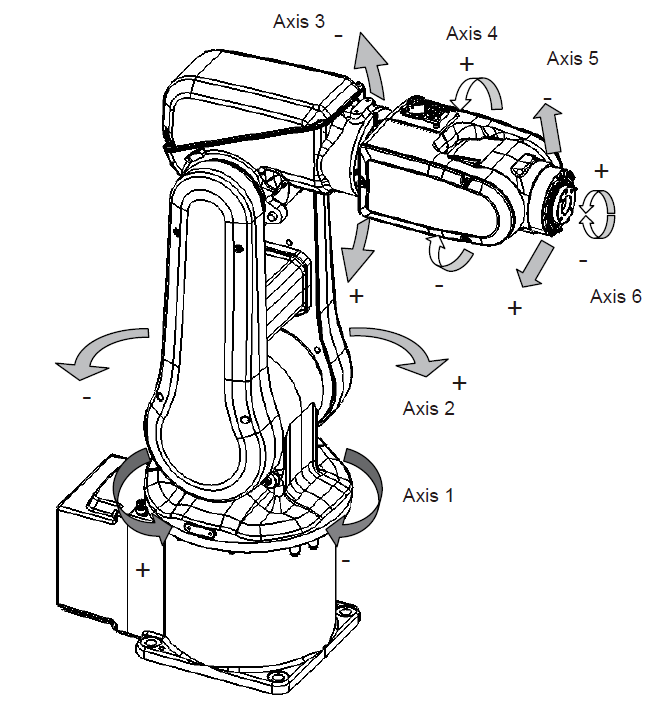 Axis 3
-
Axis 4
+
Axis 5
-
+
-
Axis 6
+
-
+
-
+
Axis 2
Axis 1
+
-